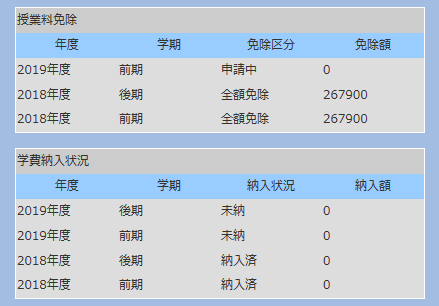 授業料免除
年度 学期 免除区分 免除額
2019年度 前期 申請中 0
2018年度 後期 全額免除 267900
2018年度 前期 全額免除 267900
学費納入状況
年度 学期 納入状況 納入額
2019年度 後期 未納 0
2019年度 前期 未納 0
2018年度 後期 納入済 0
2018年度 前期 納入済 0